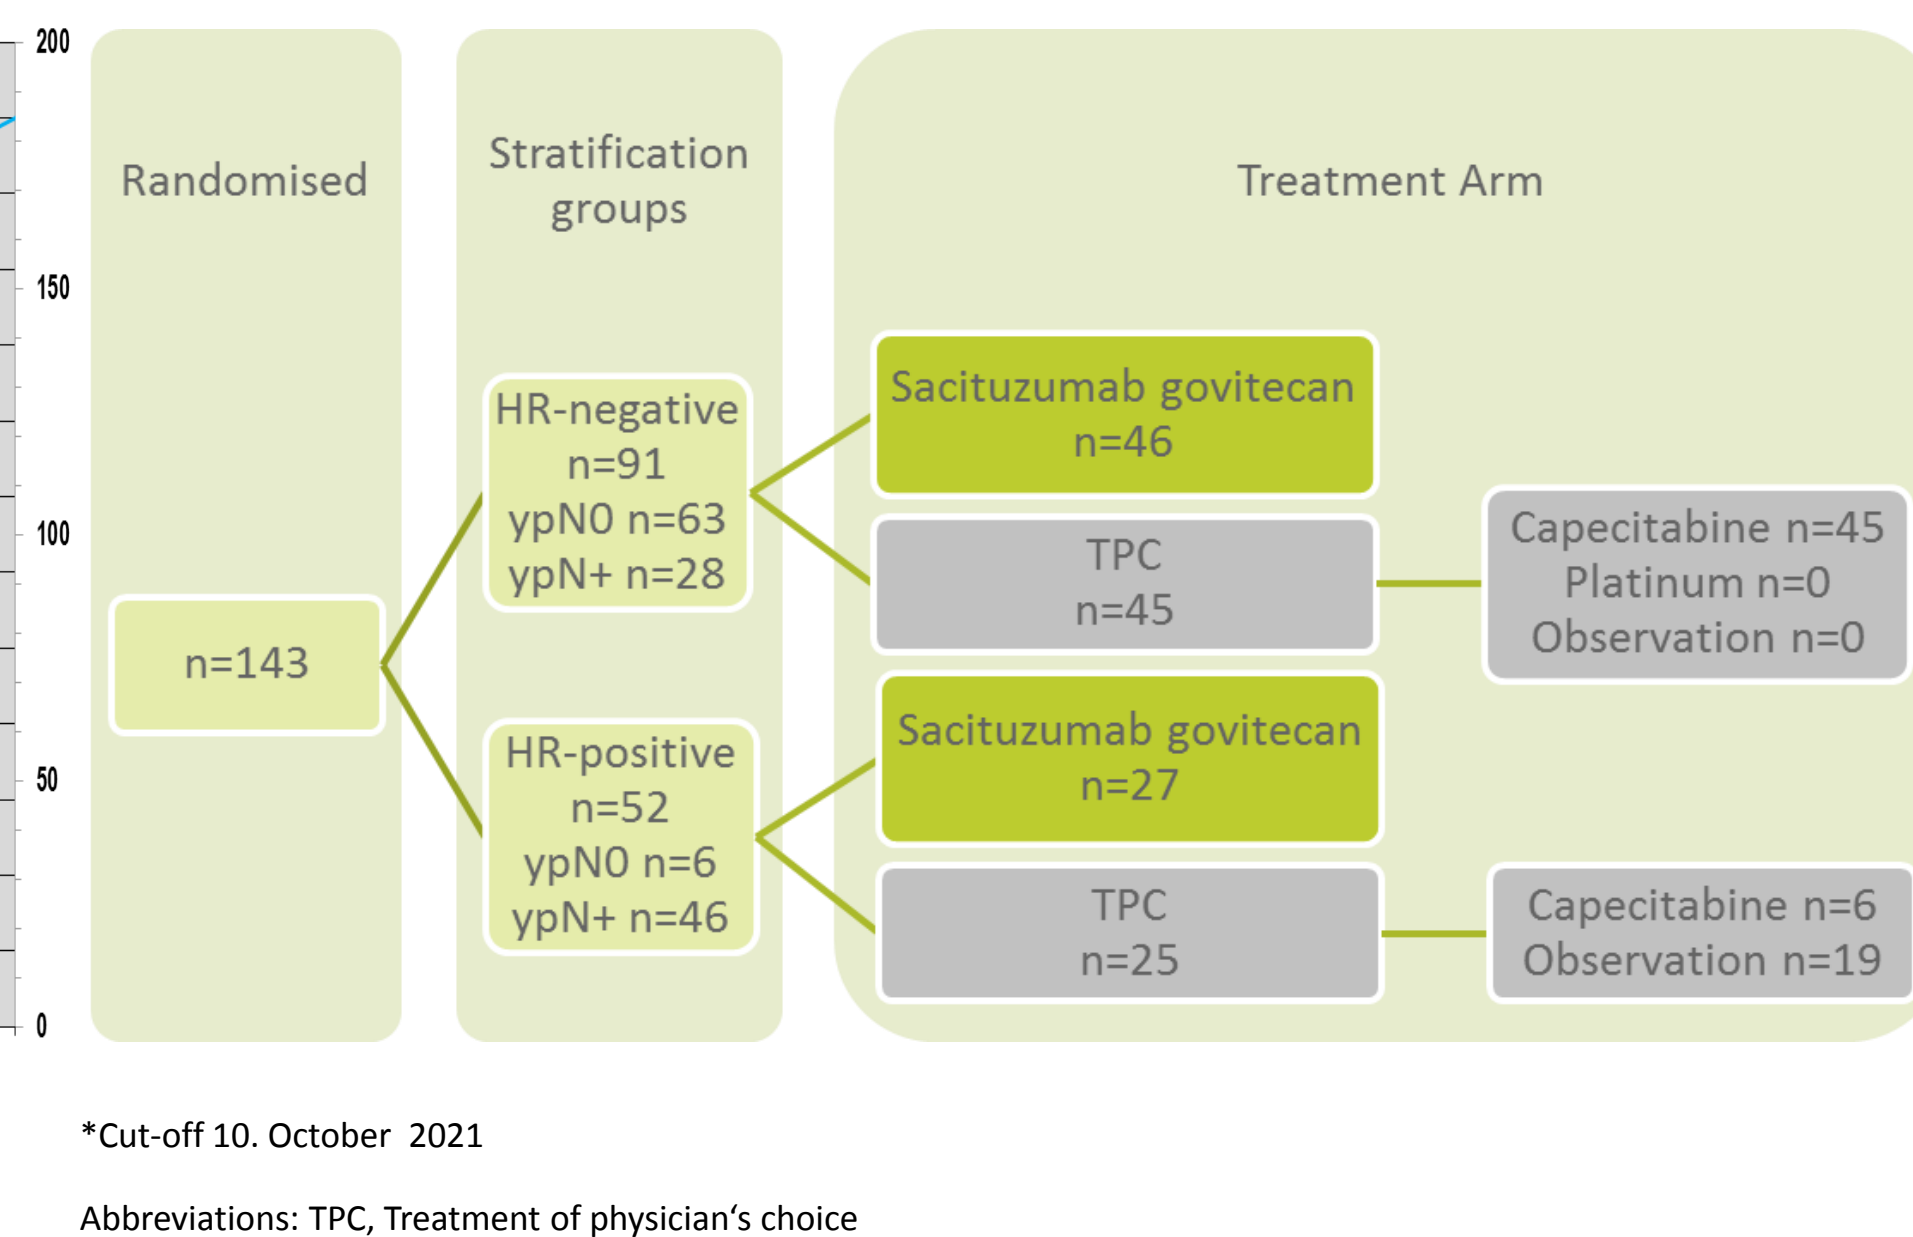 200
150
100
50
0
Randomised
n=143
Stratification
groups
HR-negative
n=91
ypN0 n=63
ypN+ n=28
HR-positive
n=52
ypN0 n=6
ypN+ n=46
Treatment Arm
Sacituzumab govitecan
n=46
TPC
n=45
Capecitabine n=45
Platinum n=0
Observation n=0
Sacituzumab govitecan
n=27
TPC
n=25
Capecitabine n=6
Observation n=19
*Cut-off 10. October  2021
Abbreviations: TPC, Treatment of physician‘s choice